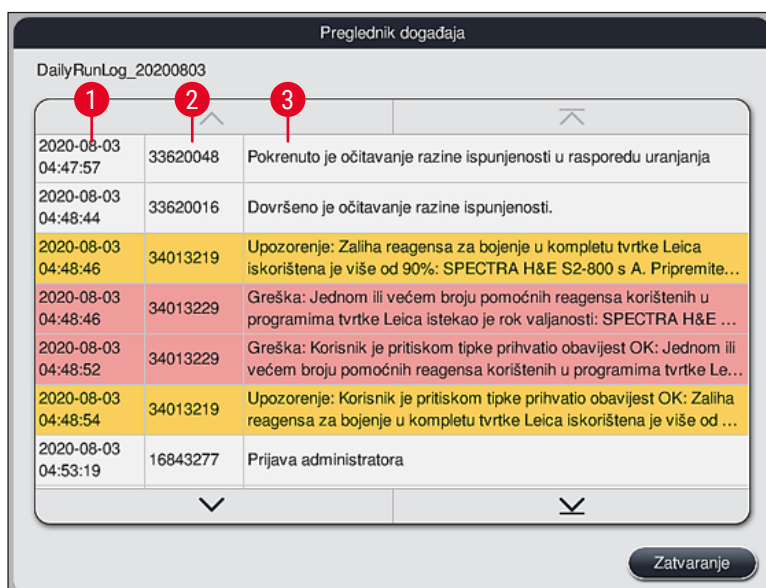 Preglednik događaja
DailyRunLog_20200803
1
2
3
2020-08-03
04:47:57
33620048
Pokrenuto je očitavanje razine ispunjenosti u rasporedu uranjanja
2020-08-03
04:48:44
33620016
Dovršeno je očitavanje razine ispunjenosti.
2020-08-03
04:48:46
34013219
Upozorenje: Zaliha reagensa za bojenje u kompletu tvrtke Leica
iskorištena je više od 90%: SPECTRA H&E S2-800 s A. Pripremite...
2020-08-03
04:48:46
34013229
Greška: Jednom ili većem broju pomoćnih reagensa korištenih u
programima tvrtke Leica istekao je rok valjanosti: SPECTRA H&E ...
2020-08-03
04:48:52
34013229
Greška: Korisnik je pritiskom tipke prihvatio obavijest OK: Jednom ili
većem broju pomoćnih reagensa korištenih u programima tvrtke Le...
2020-08-03
04:48:54
34013219
Upozorenje: Korisnik je pritiskom tipke prihvatio obavijest OK: Zaliha
reagensa za bojenje u kompletu tvrtke Leica iskorištena je više od ...
2020-08-03
04:53:19
16843277
Prijava administratora
Zatvaranje